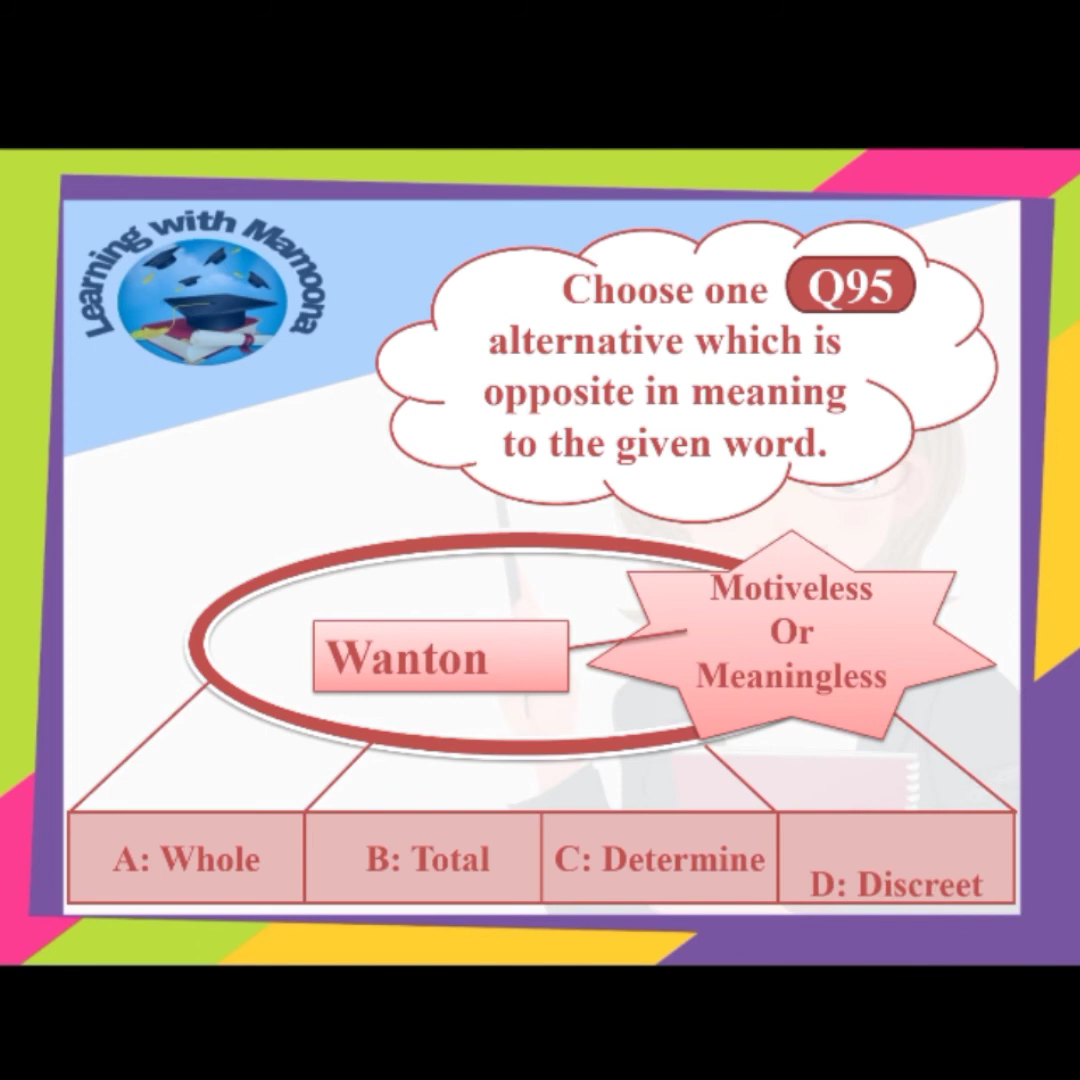 Learning with Mamoona
Choose one Q95
alternative which is
opposite in meaning
to the given word.
Motiveless
Or
Meaningless
Wanton
A: Whole
B: Total
C: Determine
D: Discreet